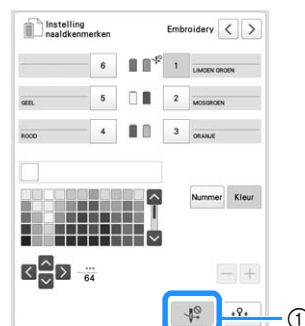 Instelling
naaldkenmerken
Embroidery
6
1
LIMOEN GROEN
GEEL
5
2
MOSGROEN
ROOD
4
3
ORANJE
Nummer
Kleur
64
①